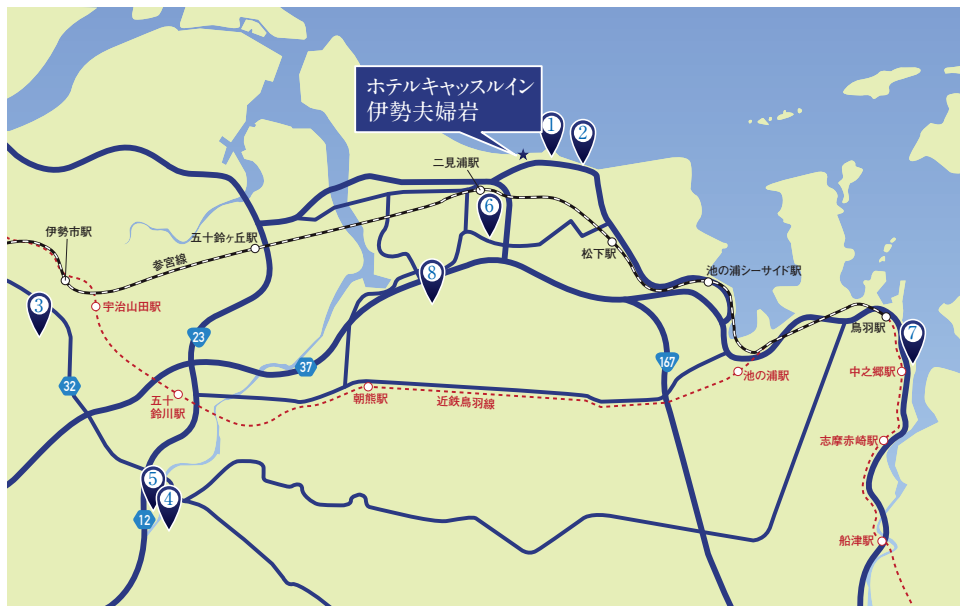 ホテルキャッスルイン
伊勢夫婦岩
1
2
二見浦駅
6
伊勢市駅
五十鈴ヶ丘駅
参宮線
松下駅
8
池の浦シーサイド駅
3
宇治山田駅
鳥羽駅
7
23
37
167
中之郷駅
池の浦駅
32
五十
鈴川駅
朝熊駅
近鉄鳥羽線
志摩赤崎駅
5
4
12
船津駅